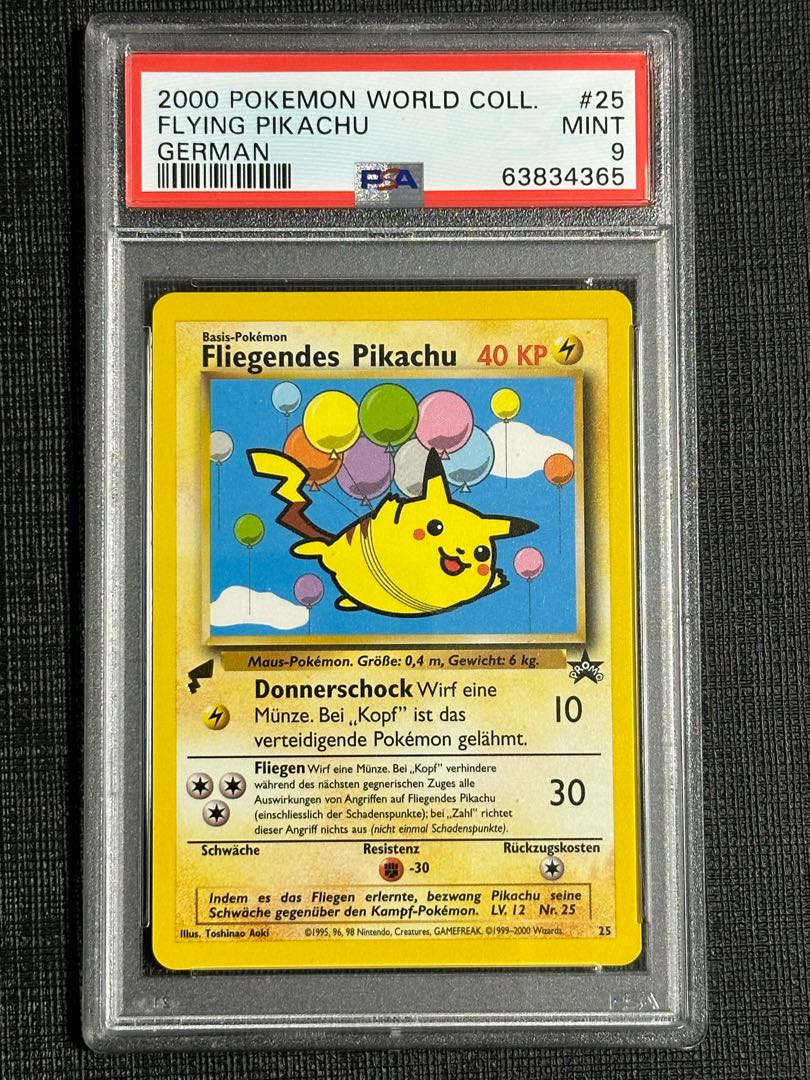 2000 POKEMON WORLD COLL. #25
FLYING PIKACHU MINT
GERMAN 9
PSA 63834365
Basis-Pokémon
Fliegendes Pikachu 40 KP
Maus-Pokémon. Größe: 0,4 m, Gewicht: 6 kg.
PROMO
Donnerschock Wirf eine
Münze. Bei „Kopf” ist das 10
verteidigende Pokémon gelähmt.
Fliegen Wirf eine Münze. Bei „Kopf” verhindere
während des nächsten gegnerischen Zuges alle
Auswirkungen von Angriffen auf Fliegendes Pikachu 30
(einschliesslich der Schadenspunkte); bei „Zahl” richtet
dieser Angriff nichts aus (nicht einmal Schadenspunkte).
Schwäche Resistenz Rückzugskosten
-30
Indem es das Fliegen erlernte, bezwang Pikachu seine
Schwäche gegenüber den Kampf-Pokémon. LV. 12 Nr. 25
Illus. Toshinao Aoki ©1995, 96, 98 Nintendo, Creatures, GAMEFREAK. ©1999-2000 Wizards. 25
PSA